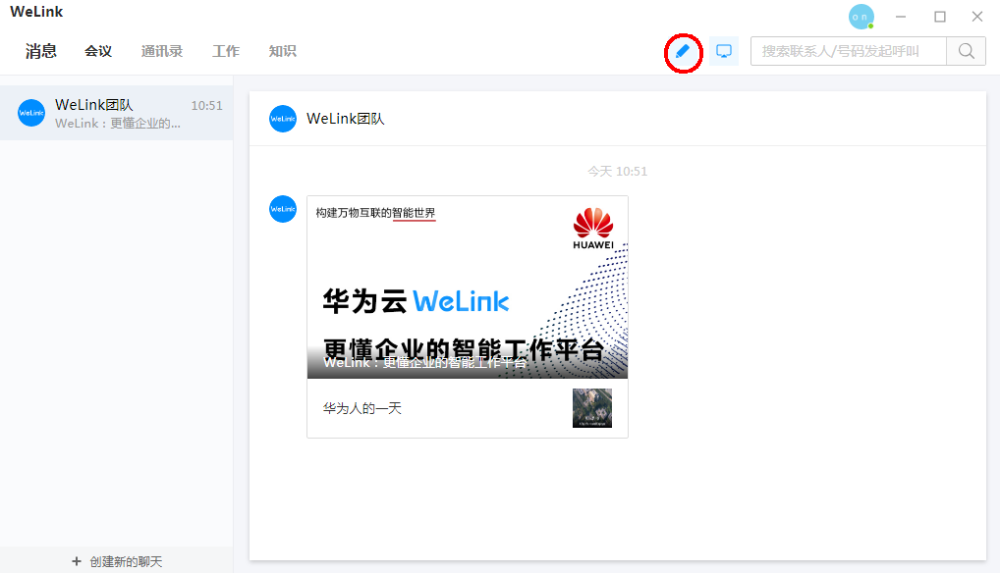 WeLink
on
消息 会议 通讯录 工作 知识
搜索联系人/号码发起呼叫
WeLink
WeLink团队
10:51
WeLink：更懂企业的...
WeLink
WeLink团队
今天 10:51
WeLink
构建万物互联的智能世界
HUAWEI
华为云 WeLink
更懂企业的智能工作平台
WeLink：更懂企业的智能工作平台
华为人的一天
+ 创建新的聊天